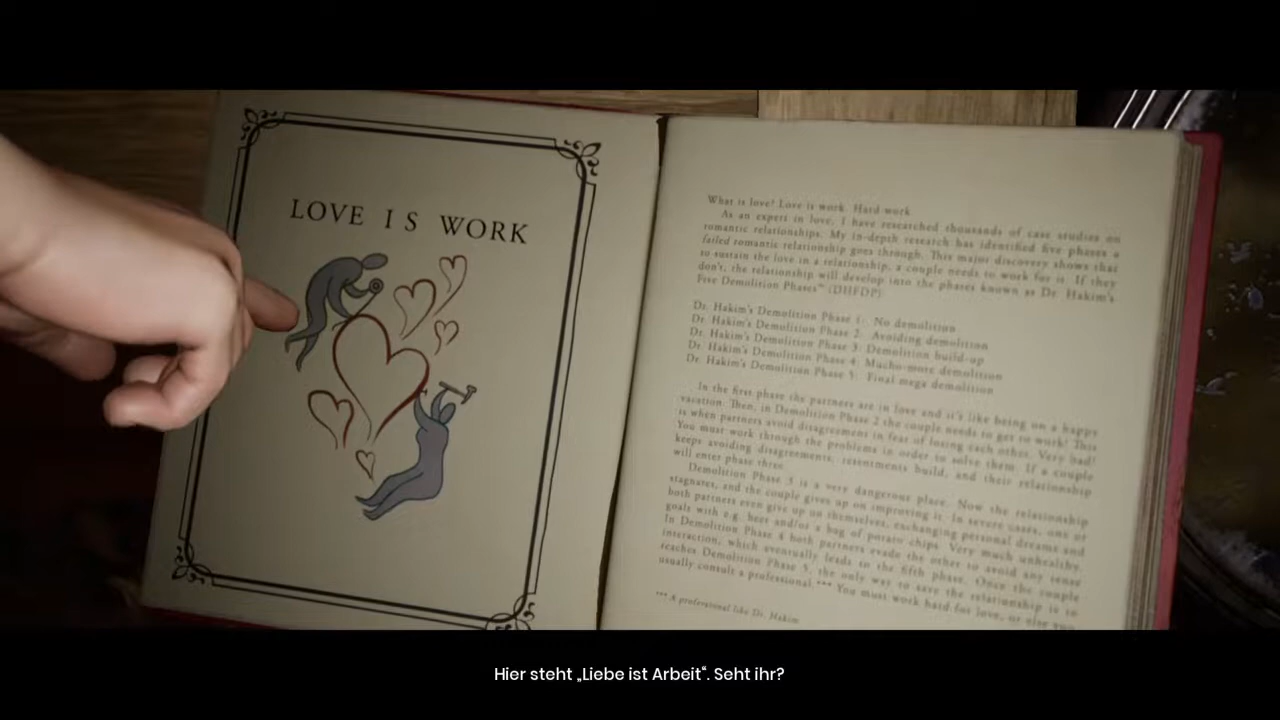 LOVE IS WORK
What is love? Love is work. Hard work
As an expert in love, I have researched thousands of case studies on
romantic relationships. My in-depth research has identified five phases a
failed romantic relationship goes through. This major discovery shows that
to sustain the love in a relationship, a couple needs to work for it. If they
don't, the relationship will develop into the phases known as Dr. Hakim's
Five Demolition Phases™ (DHFDP)
Dr. Hakim's Demolition Phase 1: No demolition
Dr. Hakim's Demolition Phase 2: Avoiding demolition
Dr. Hakim's Demolition Phase 3: Demolition build-up
Dr. Hakim's Demolition Phase 4: Mucho-more demolition
Dr. Hakim's Demolition Phase 5: Final mega demolition
In the first phase the partners are in love and it's like being on a happy
vacation. Then, in Demolition Phase 2 the couple needs to get to work! This
is when partners avoid disagreement in fear of losing each other. Very bad!
You must work through the problems in order to solve them. If a couple
keeps avoiding disagreements, resentments build, and their relationship
will enter phase three.
Demolition Phase 3 is a very dangerous place. Now the relationship
stagnates, and the couple gives up on improving it. In severe cases, one or
both partners even give up on themselves, exchanging personal dreams and
goals with e.g. beer and/or a bag of potato chips. Very much unhealthy.
In Demolition Phase 4 both partners evade the other to avoid any tense
interaction, which eventually leads to the fifth phase. Once the couple
reaches Demolition Phase 5, the only way to save the relationship is to
usually consult a professional.*** You must work hard for love, or else you
*** A professional like Dr. Hakim
Hier steht „Liebe ist Arbeit“. Seht ihr?